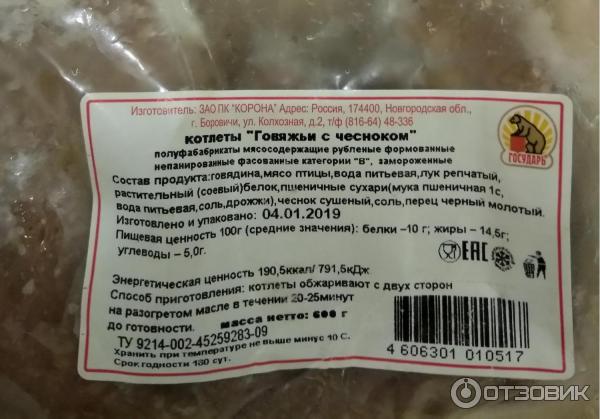 Изготовитель: ЗАО ПК "КОРОНА" Адрес: Россия, 174400, Новгородская обл.,
г. Боровичи, ул. Колхозная, д.2, т/ф (816-64) 48-336
котлеты "Говяжьи с чесноком"
полуфабабрикаты мясосодержащие рубленые формованные
непанированные фасованные категории "В", замороженные
ГОСУДАРЬ
Состав продукта:говядина,мясо птицы,вода питьевая,лук репчатый,
растительный (соевый)белок,пшеничные сухари(мука пшеничная 1с,
вода питьевая,соль,дрожжи),чеснок сушеный,соль,перец черный молотый.
Изготовлено и упаковано: 04.01.2019
Пищевая ценность 100г (средние значения): белки –10 г; жиры – 14,5г;
углеводы – 5,0г.
EAC
Энергетическая ценность 190,5ккал/ 791,5кДж
Способ приготовления: котлеты обжаривают с двух сторон
на разогретом масле в течении 20-25минут
до готовности.
масса нетто: 600 г
ТУ 9214-002-45259283-09
Хранить при температуре не выше минус 10 С.
Срок годности 180 сут.
4 606301 010517
ОТЗОВИК